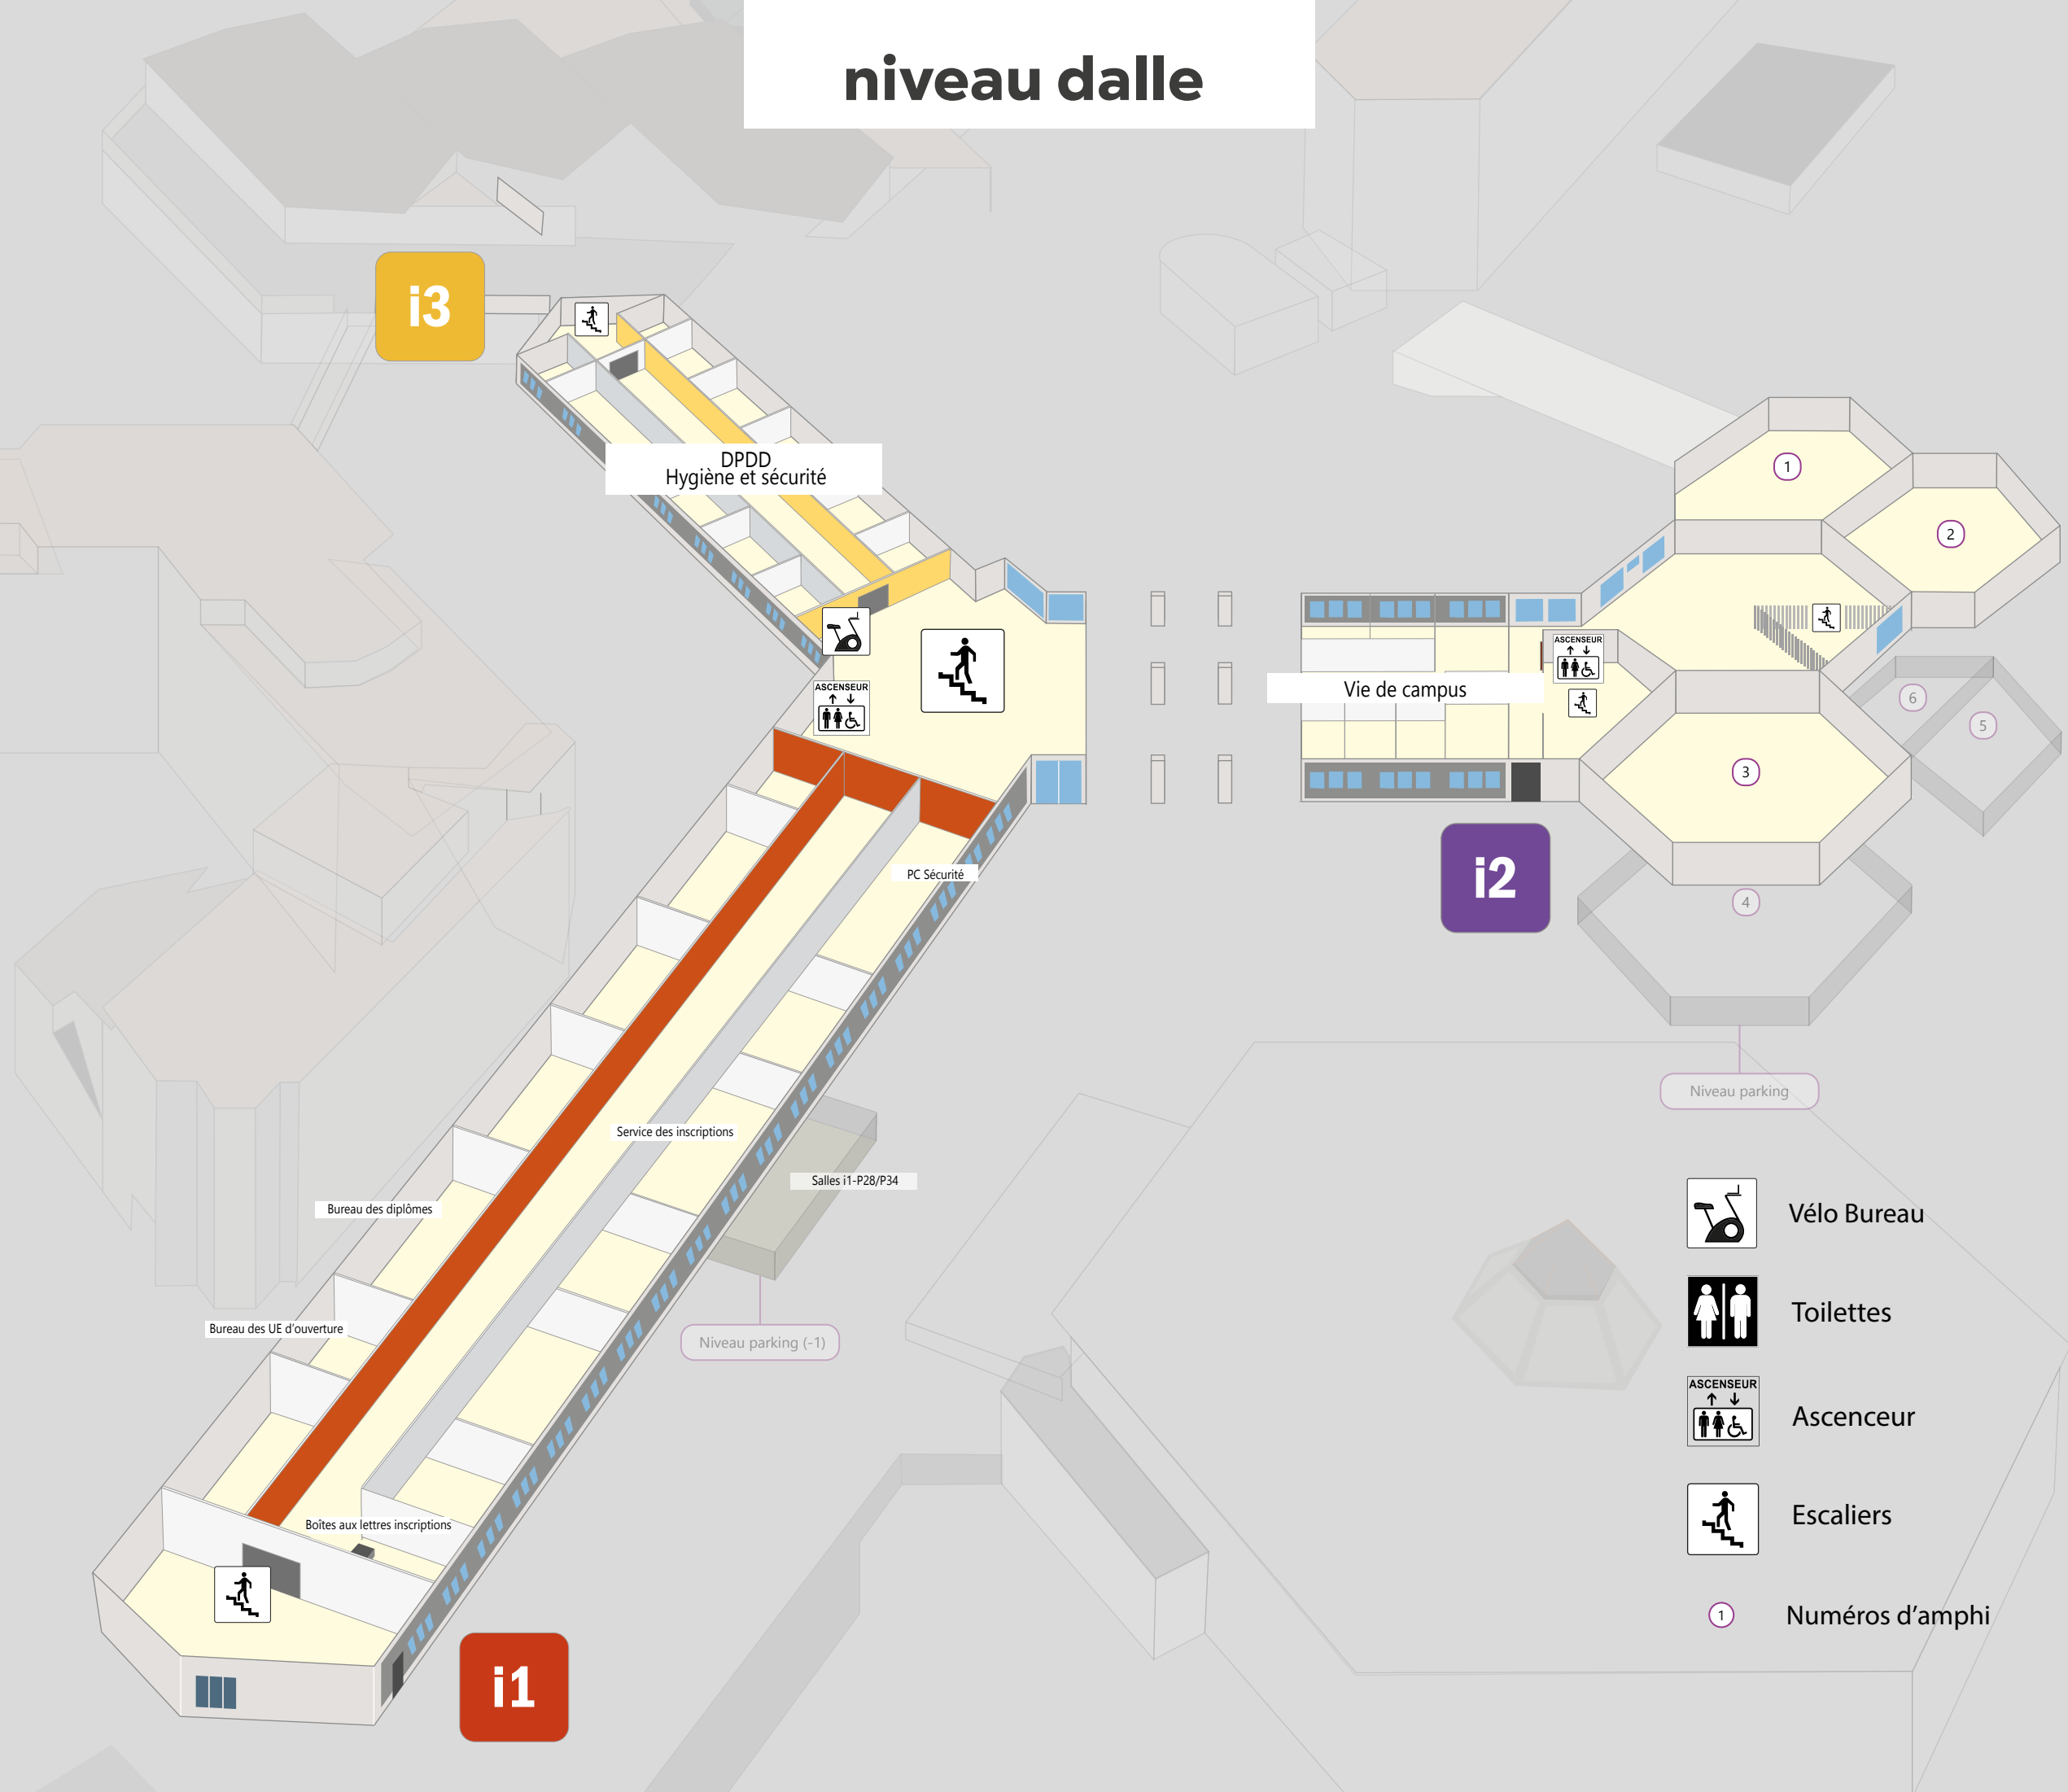 niveau dalle
i3
DPDD
Hygiène et sécurité
1
2
ASCENSEUR
ASCENSEUR
Vie de campus
6
5
3
i2
4
PC Sécurité
Niveau parking
Service des inscriptions
Salles i1-P28/P34
Bureau des diplômes
Bureau des UE d’ouverture
Niveau parking (-1)
Boîtes aux lettres inscriptions
i1
Vélo Bureau
Toilettes
ASCENSEUR
Ascenceur
Escaliers
1
Numéros d’amphi